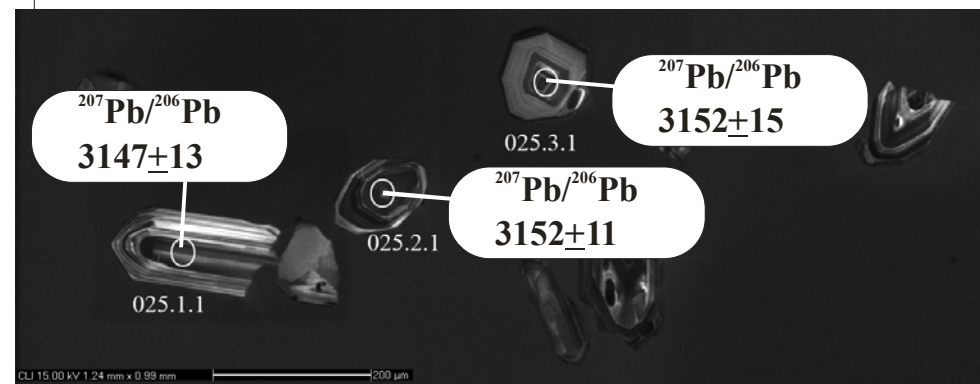 ²⁰⁷Pb/²⁰⁶Pb
3152±15
025.3.1
²⁰⁷Pb/²⁰⁶Pb
3147±13
²⁰⁷Pb/²⁰⁶Pb
3152±11
025.2.1
025.1.1
CLI 15.00 kV 1.24 mm x 0.99 mm 200 µm